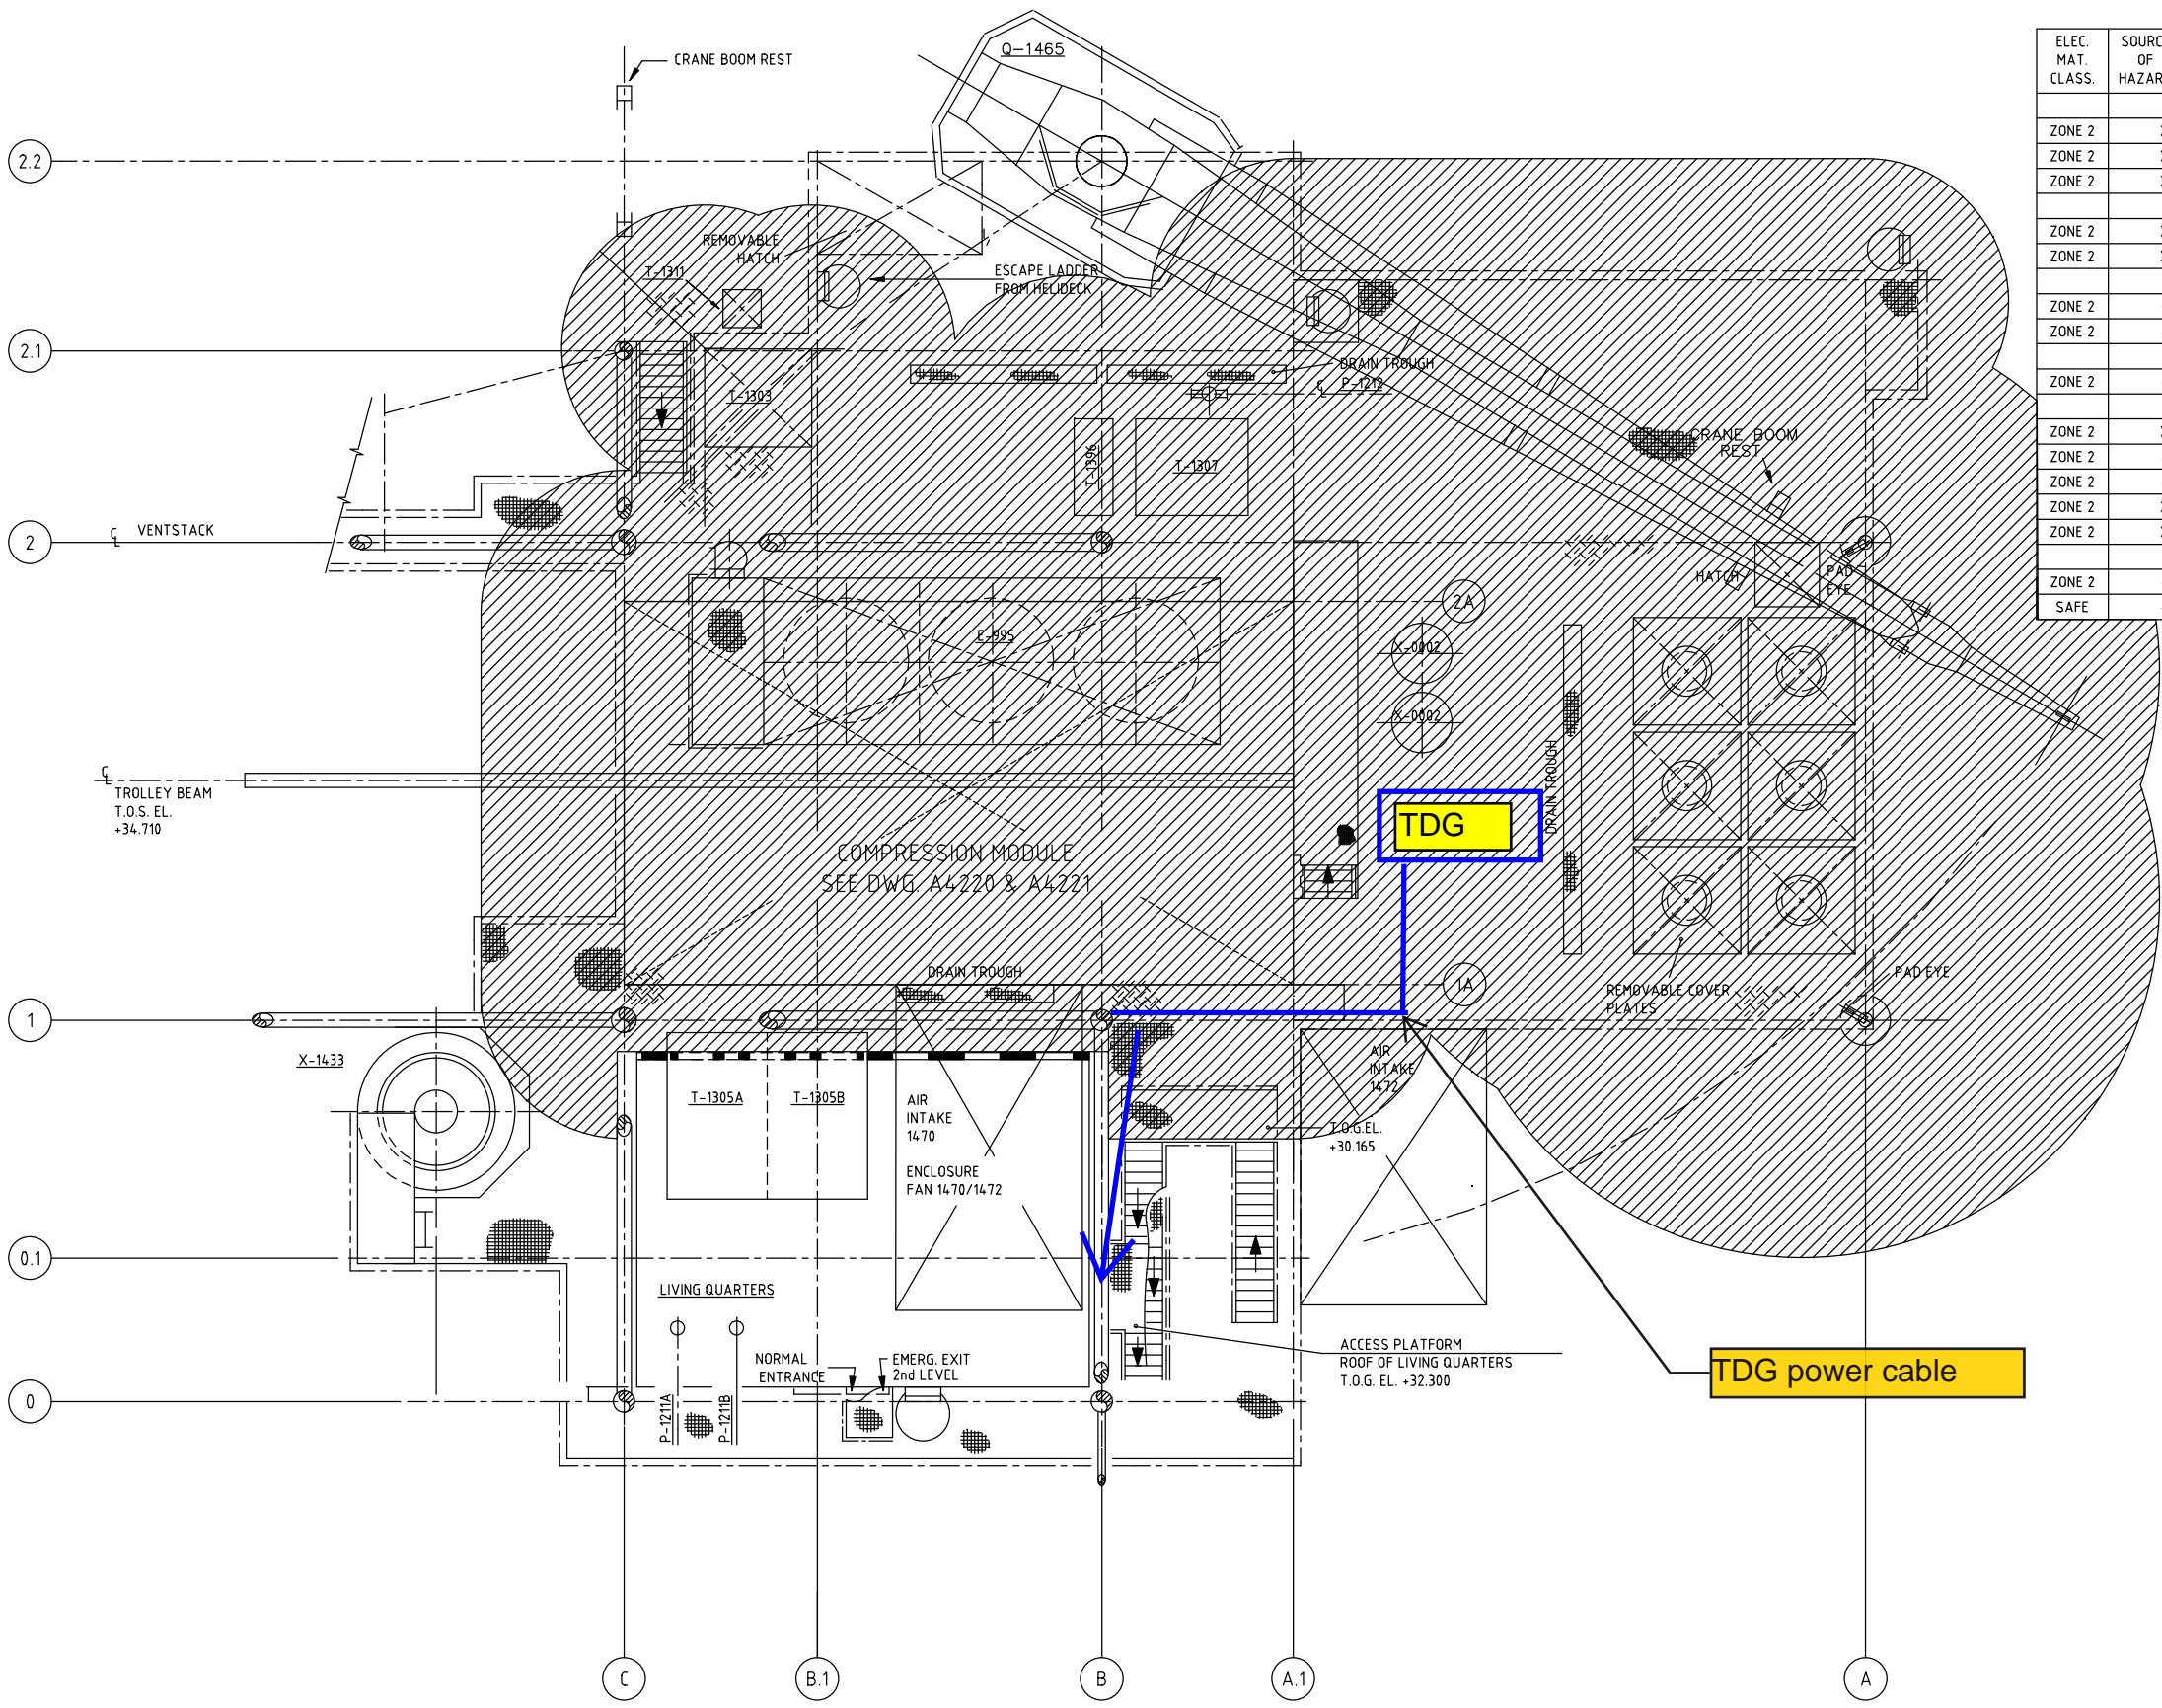 Q-1465
CRANE BOOM REST
ELEC.
MAT.
CLASS.
SOURC
OF
HAZAR
ZONE 2
ZONE 2
ZONE 2
ZONE 2
ZONE 2
ZONE 2
ZONE 2
ZONE 2
ZONE 2
ZONE 2
ZONE 2
ZONE 2
ZONE 2
ZONE 2
SAFE
2.2
REMOVABLE
HATCH
T-1311
ESCAPE LADDER
FROM HELIDECK
2.1
DRAIN TROUGH
P-1212
T-1303
T-1396
T-1307
CRANE BOOM
REST
2
VENTSTACK
HATCH
PAD
EYE
2A
E-995
X-0002
X-0002
DRAIN TROUGH
TROLLEY BEAM
T.O.S. EL.
+34.710
TDG
COMPRESSION MODULE
SEE DWG. A4220 & A4221
DRAIN TROUGH
1A
PAD EYE
REMOVABLE COVER
PLATES
1
X-1433
AIR
INTAKE
1472
T-1305A
T-1305B
AIR
INTAKE
1470
T.O.G.EL.
+30.165
ENCLOSURE
FAN 1470/1472
0.1
LIVING QUARTERS
NORMAL
ENTRANCE
EMERG. EXIT
2nd LEVEL
ACCESS PLATFORM
ROOF OF LIVING QUARTERS
T.O.G. EL. +32.300
TDG power cable
0
P-1211A
P-1211B
C
B.1
B
A.1
A